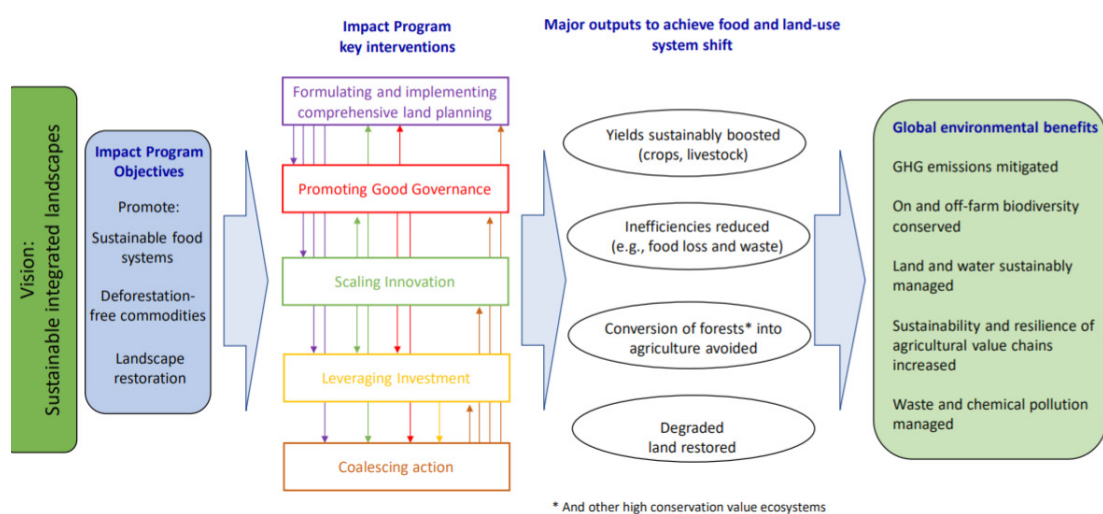 Vision:
Sustainable integrated landscapes
Impact Program
Objectives
Promote:
Sustainable food
systems
Deforestation-
free commodities
Landscape
restoration
Impact Program
key interventions
Formulating and implementing
comprehensive land planning
Promoting Good Governance
Scaling Innovation
Leveraging Investment
Coalescing action
Major outputs to achieve food and land-use
system shift
Yields sustainably boosted
(crops, livestock)
Inefficiencies reduced
(e.g., food loss and waste)
Conversion of forests* into
agriculture avoided
Degraded
land restored
* And other high conservation value ecosystems
Global environmental benefits
GHG emissions mitigated
On and off-farm biodiversity
conserved
Land and water sustainably
managed
Sustainability and resilience of
agricultural value chains
increased
Waste and chemical pollution
managed